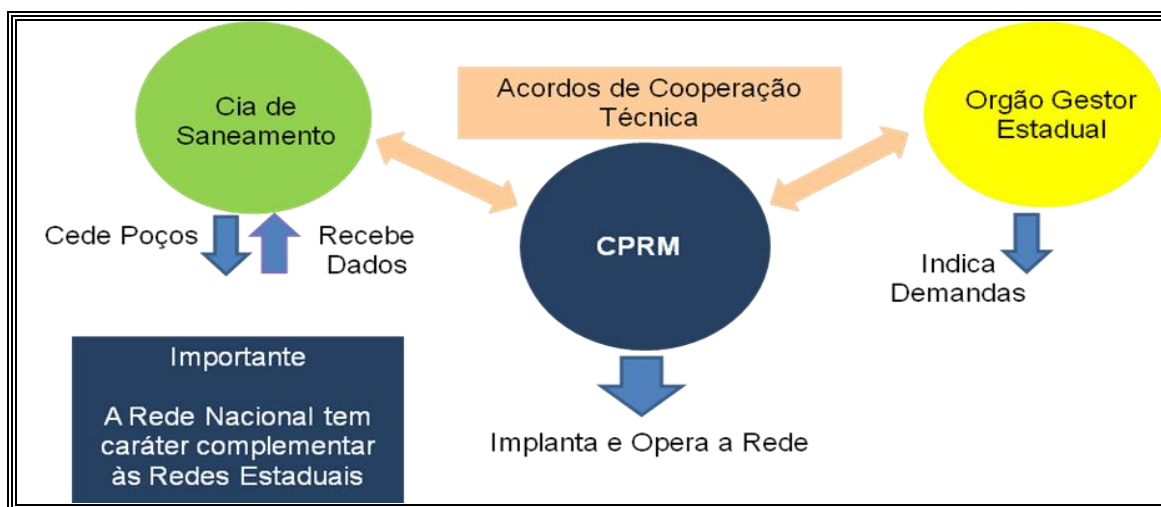 Cia de
Saneamento
Acordos de Cooperação
Técnica
Orgão Gestor
Estadual
Cede Poços
Recebe
Dados
CPRM
Indica
Demandas
Importante
A Rede Nacional tem
caráter complementar
às Redes Estaduais
Implanta e Opera a Rede